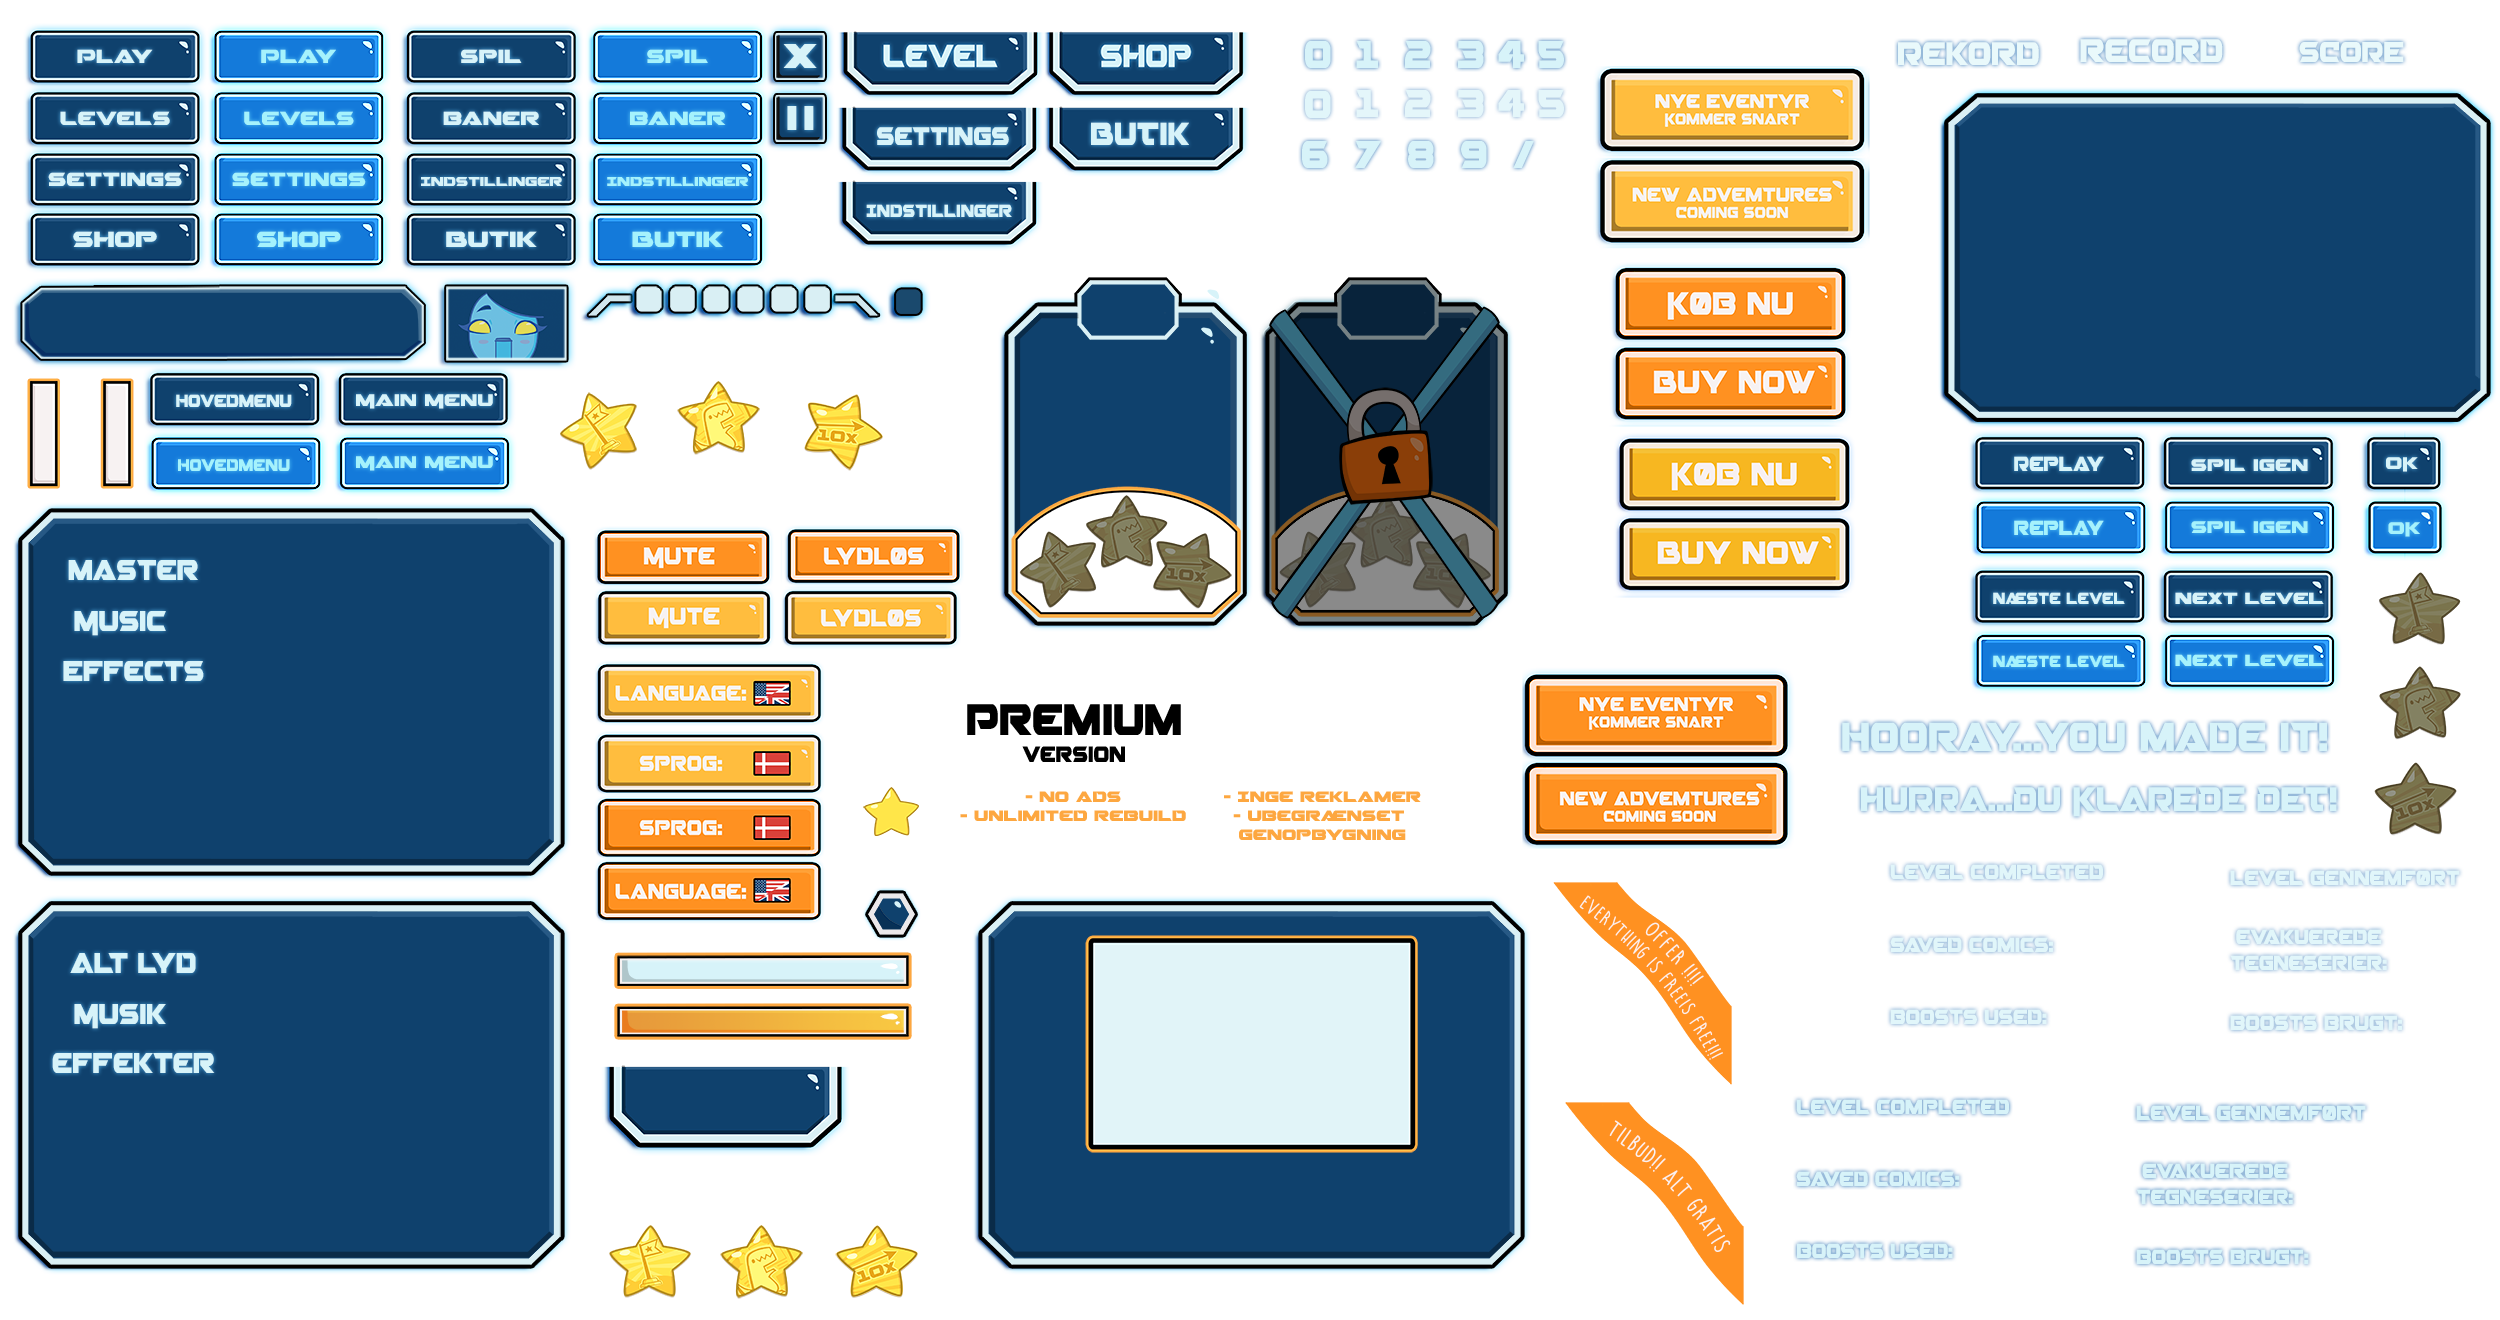 PLAY
PLAY
SPIL
SPIL
X
LEVELS
LEVELS
BANER
BANER
SETTINGS
SETTINGS
INDSTILLINGER
INDSTILLINGER
SHOP
SHOP
BUTIK
BUTIK
LEVEL
SHOP
SETTINGS
BUTIK
INDSTILLINGER
0 1 2 3 4 5
0 1 2 3 4 5
6 7 8 9 /
NYE EVENTYR
KOMMER SNART
NEW ADVEMTURES
COMING SOON
KØB NU
BUY NOW
KØB NU
BUY NOW
REKORD
RECORD
SCORE
HOVEDMENU
MAIN MENU
HOVEDMENU
MAIN MENU
10X
REPLAY
SPIL IGEN
OK
REPLAY
SPIL IGEN
OK
NÆSTE LEVEL
NEXT LEVEL
NÆSTE LEVEL
NEXT LEVEL
10X
MASTER
MUSIC
EFFECTS
MUTE
LYDLØS
MUTE
LYDLØS
10X
10X
LANGUAGE:
SPROG:
SPROG:
LANGUAGE:
PREMIUM
VERSION
- NO ADS
- UNLIMITED REBUILD
- INGE REKLAMER
- UBEGRÆNSET
GENOPBYGNING
NYE EVENTYR
KOMMER SNART
NEW ADVEMTURES
COMING SOON
HOORAY...YOU MADE IT!
HURRA...DU KLAREDE DET!
LEVEL COMPLETED
SAVED COMICS:
BOOSTS USED:
LEVEL GENNEMFØRT
EVAKUEREDE
TEGNESERIER:
BOOSTS BRUGT:
ALT LYD
MUSIK
EFFEKTER
10X
OFFER !!!!
EVERYTHING IS FREEIS FREE!!!
TILBUD!! ALT GRATIS
LEVEL COMPLETED
SAVED COMICS:
BOOSTS USED:
LEVEL GENNEMFØRT
EVAKUEREDE
TEGNESERIER:
BOOSTS BRUGT: